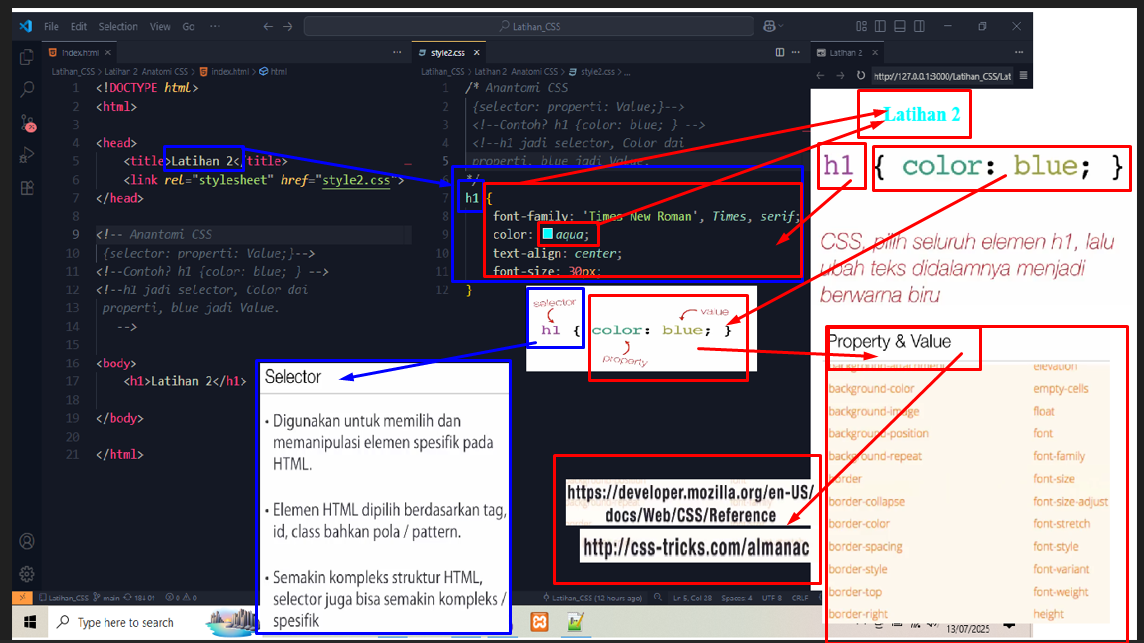 File Edit Selection View Go ···
Latihan_CSS
index.html
style2.css
Latihan 2
Latihan_CSS > Latihan 2_Anatomi CSS > index.html > html
Latihan_CSS > Latihan 2_Anatomi CSS > style2.css > ...
http://127.0.0.1:3000/Latihan_CSS/Lat
1 <!DOCTYPE html>
2 <html>
3
4 <head>
5 <title>Latihan 2</title>
6 <link rel="stylesheet" href="style2.css">
7 </head>
8
9 <!-- Anantomi CSS
10 {selector: properti: Value;}-->
11 <!--Contoh? h1 {color: blue; } -->
12 <!--h1 jadi selector, Color dai
13 properti, blue jadi Value.
14 -->
15
16 <body>
17 <h1>Latihan 2</h1>
18
19 </body>
20
21 </html>
1 /* Anantomi CSS
2 {selector: properti: Value;}-->
3 <!--Contoh? h1 {color: blue; } -->
4 <!--h1 jadi selector, Color dai
5 properti, blue jadi Value.
6 */
7 h1 {
8 font-family: 'Times New Roman', Times, serif;
9 color: aqua;
10 text-align: center;
11 font-size: 30px;
12 }
selector
value
h1 { color: blue; }
property
Selector
• Digunakan untuk memilih dan
memanipulasi elemen spesifik pada
HTML.
• Elemen HTML dipilih berdasarkan tag,
id, class bahkan pola / pattern.
• Semakin kompleks struktur HTML,
selector juga bisa semakin kompleks /
spesifik
https://developer.mozilla.org/en-US/
docs/Web/CSS/Reference
http://css-tricks.com/almanac
Latihan 2
h1 { color: blue; }
CSS, pilih seluruh elemen h1, lalu
ubah teks didalamnya menjadi
berwarna biru
Property & Value
background-attachment elevation
background-color empty-cells
background-image float
background-position font
background-repeat font-family
border font-size
border-collapse font-size-adjust
border-color font-stretch
border-spacing font-style
border-style font-variant
border-top font-weight
border-right height
Latihan_CSS main
Latihan_CSS (12 hours ago) Ln 5, Col 28 Spaces: 4 UTF-8 CRLF
Type here to search
13/07/2025